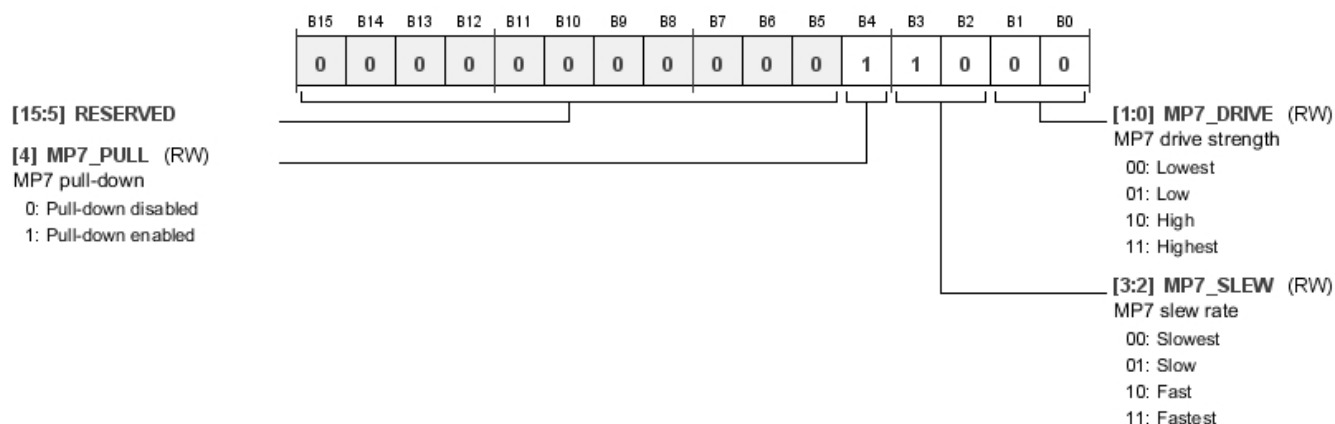 B15 B14 B13 B12 B11 B10 B9 B8 B7 B6 B5 B4 B3 B2 B1 B0
0 0 0 0 0 0 0 0 0 0 0 1 1 0 0 0
[15:5] RESERVED
[4] MP7_PULL (RW)
MP7 pull-down
0: Pull-down disabled
1: Pull-down enabled
[1:0] MP7_DRIVE (RW)
MP7 drive strength
00: Lowest
01: Low
10: High
11: Highest
[3:2] MP7_SLEW (RW)
MP7 slew rate
00: Slowest
01: Slow
10: Fast
11: Fastest